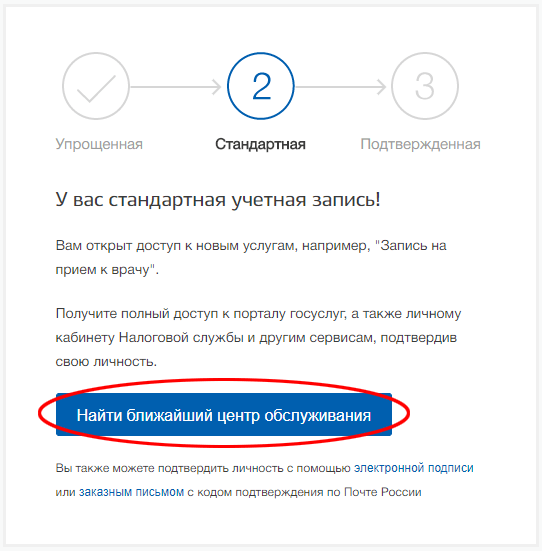 2 3
Упрощенная Стандартная Подтвержденная
У вас стандартная учетная запись!
Вам открыт доступ к новым услугам, например, "Запись на
прием к врачу".
Получите полный доступ к порталу госуслуг, а также личному
кабинету Налоговой службы и другим сервисам, подтвердив
свою личность.
Найти ближайший центр обслуживания
Вы также можете подтвердить личность с помощью электронной подписи
или заказным письмом с кодом подтверждения по Почте России